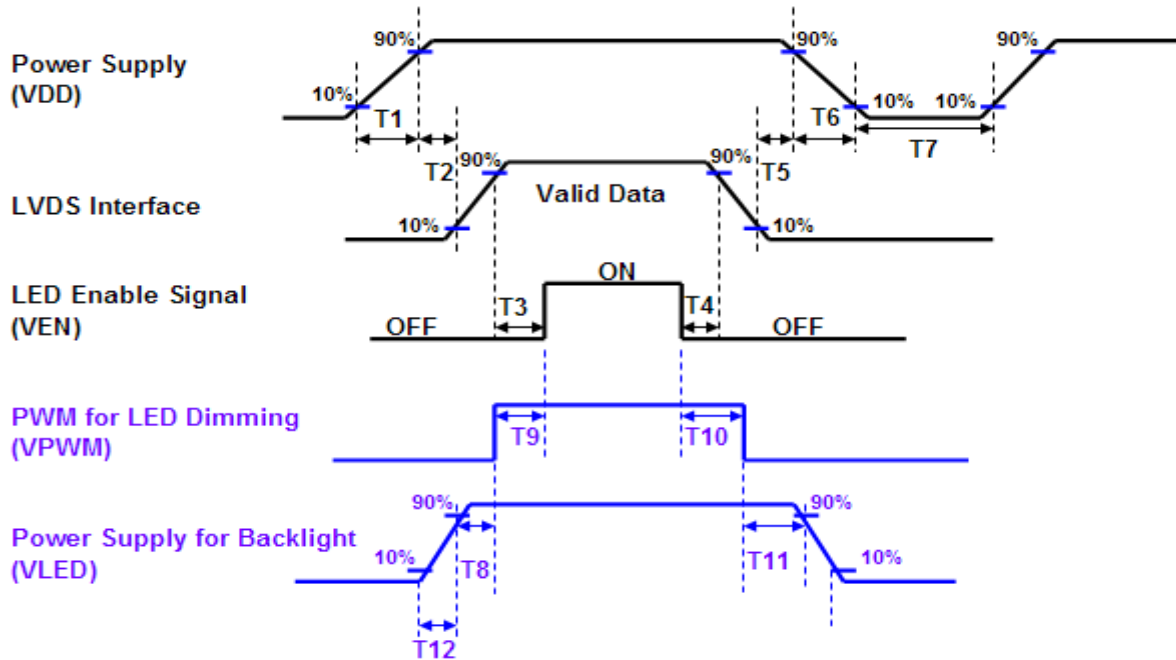 Power Supply
(VDD)
90%
10%
T1
T2
90%
10%
T6
10%
10%
T7
90%
LVDS Interface
90%
10%
Valid Data
90%
T5
10%
LED Enable Signal
(VEN)
OFF
T3
ON
T4
OFF
PWM for LED Dimming
(VPWM)
T9
T10
Power Supply for Backlight
(VLED)
90%
10%
T8
T12
T11
90%
10%